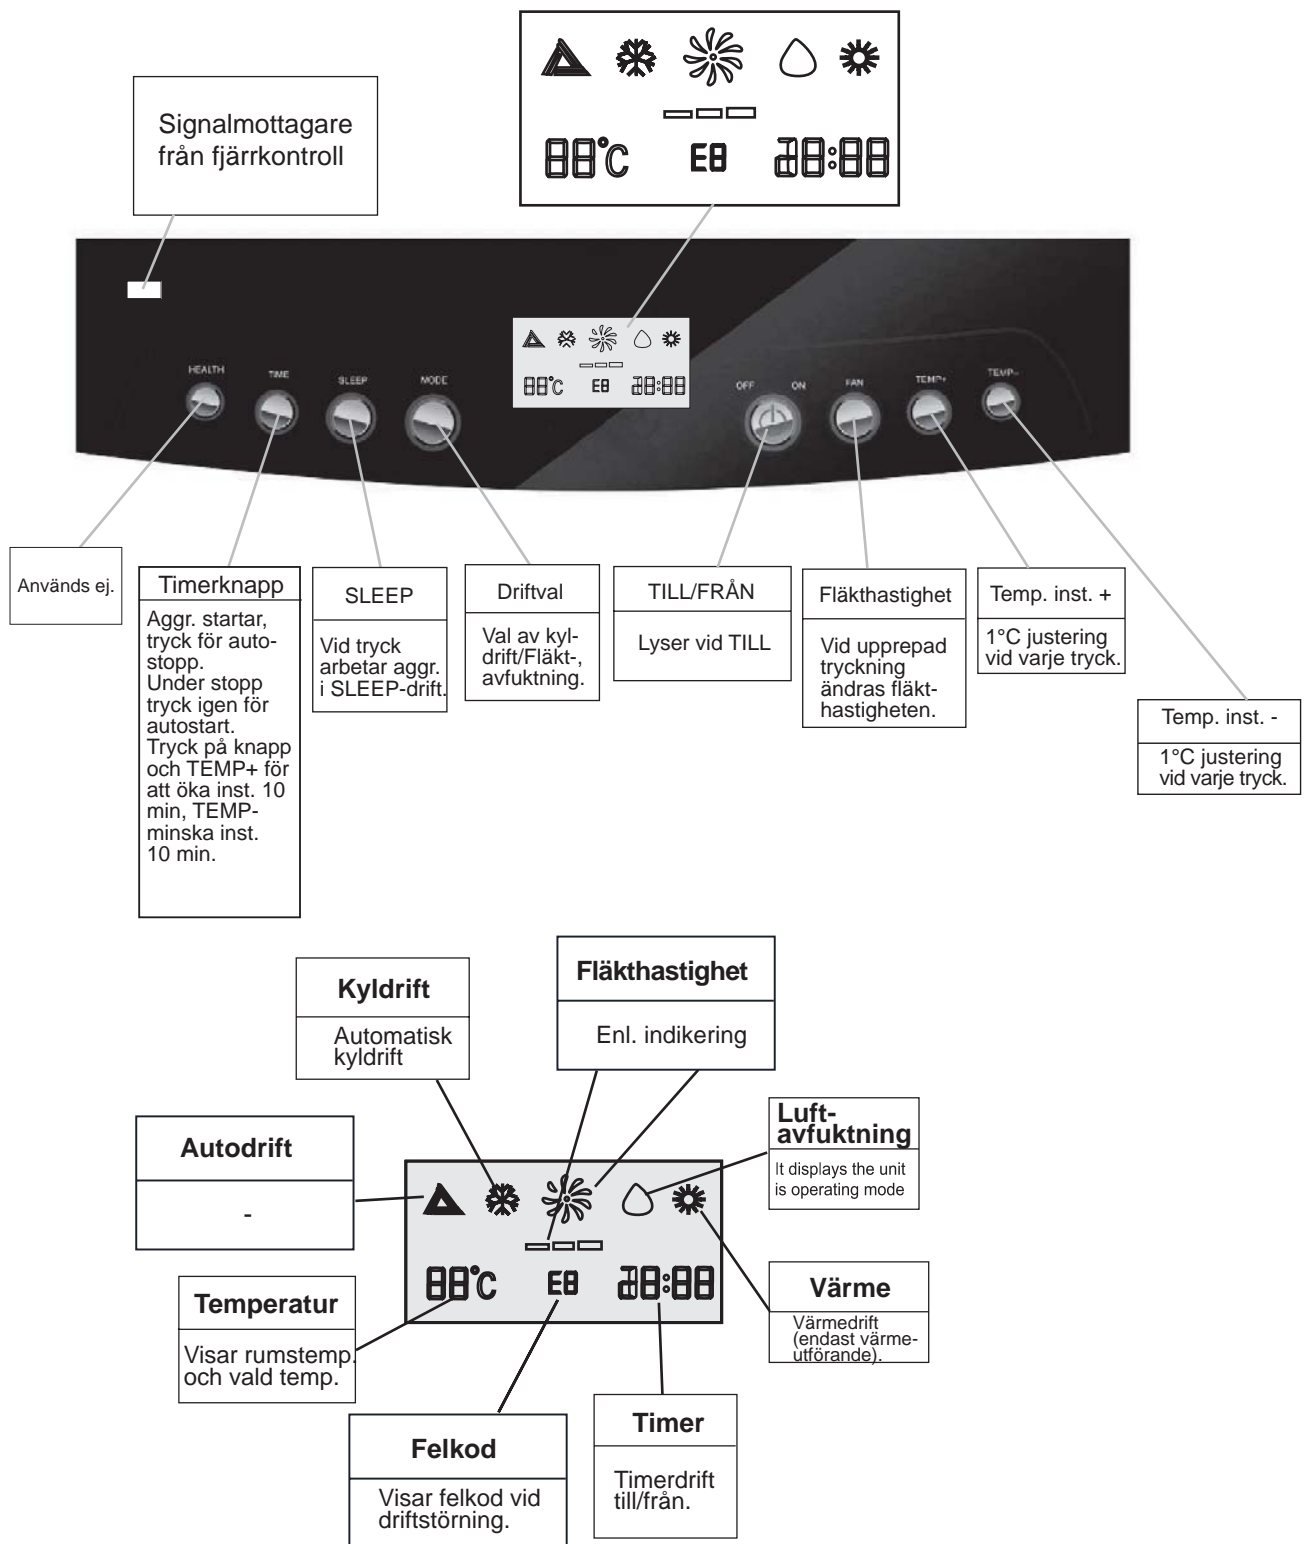 Signalmottagare
från fjärrkontroll
88°C E8 d8:88
HEALTH TIME SLEEP MODE
88°C E8 d8:88
OFF ON FAN TEMP+ TEMP-
Används ej.
Timerknapp
Aggr. startar,
tryck för auto-
stopp.
Under stopp
tryck igen för
autostart.
Tryck på knapp
och TEMP+ för
att öka inst. 10
min, TEMP-
minska inst.
10 min.
SLEEP
Vid tryck
arbetar aggr.
i SLEEP-drift.
Driftval
Val av kyl-
drift/Fläkt-,
avfuktning.
TILL/FRÅN
Lyser vid TILL
Fläkthastighet
Vid upprepad
tryckning
ändras fläkt-
hastigheten.
Temp. inst. +
1°C justering
vid varje tryck.
Temp. inst. -
1°C justering
vid varje tryck.
Kyldrift
Automatisk
kyldrift
Fläkthastighet
Enl. indikering
Autodrift
-
Luft-
avfuktning
It displays the unit
is operating mode
88°C E8 d8:88
Temperatur
Visar rumstemp.
och vald temp.
Värme
Värmedrift
(endast värme-
utförande).
Felkod
Visar felkod vid
driftstörning.
Timer
Timerdrift
till/från.